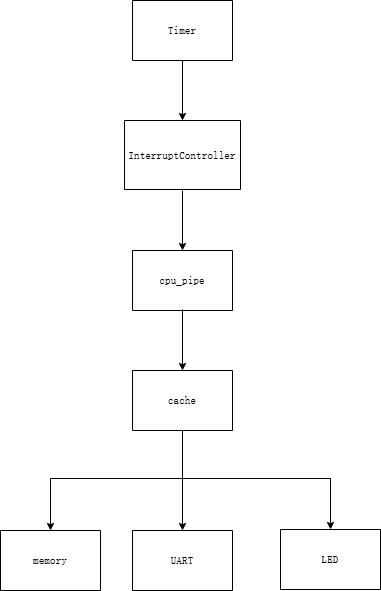 Timer
InterruptController
cpu_pipe
cache
memory
UART
LED